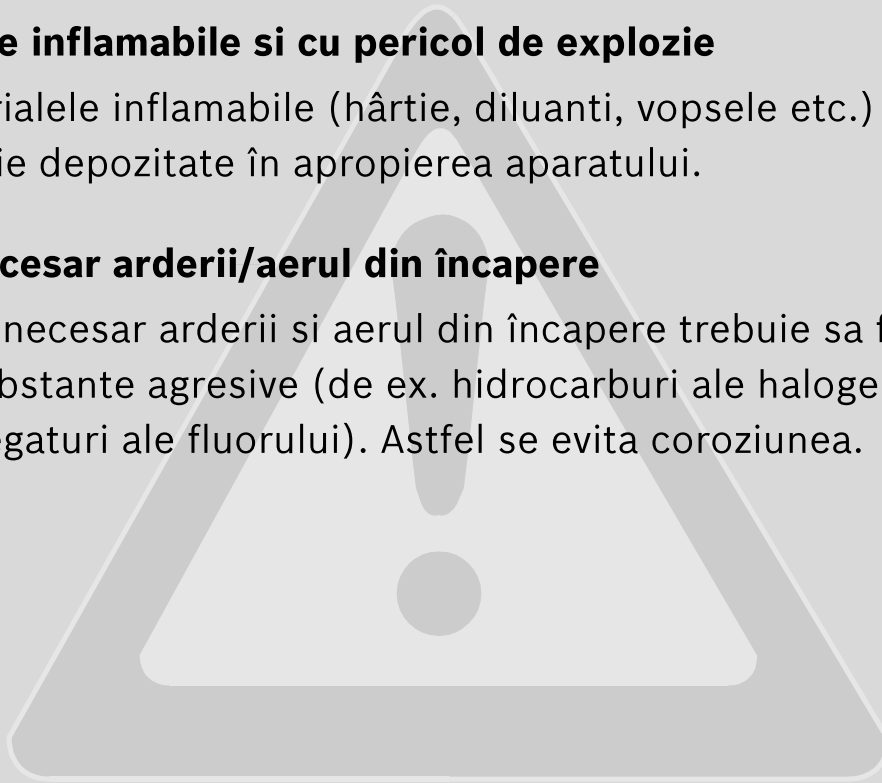 e inflamabile si cu pericol de explozie
rialele inflamabile (hârtie, diluanti, vopsele etc.)
ie depozitate în apropierea aparatului.
cesar arderii/aerul din încapere
necesar arderii si aerul din încapere trebuie sa f
bstante agresive (de ex. hidrocarburi ale haloge
egaturi ale fluorului). Astfel se evita coroziunea.